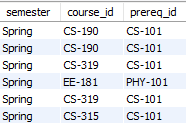 semester course_id prereq_id
Spring CS-190 CS-101
Spring CS-190 CS-101
Spring CS-319 CS-101
Spring EE-181 PHY-101
Spring CS-319 CS-101
Spring CS-315 CS-101